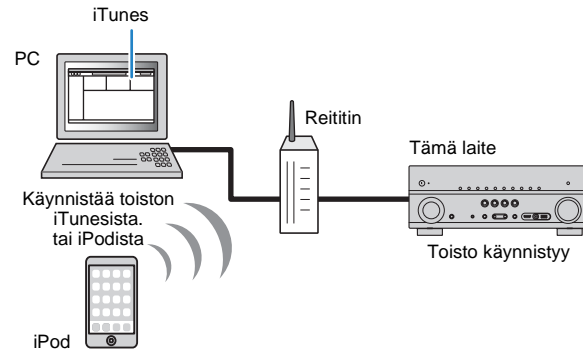 iTunes
PC
Reititin
Tämä laite
Käynnistää toiston
iTunesista.
tai iPodista
Toisto käynnistyy
iPod